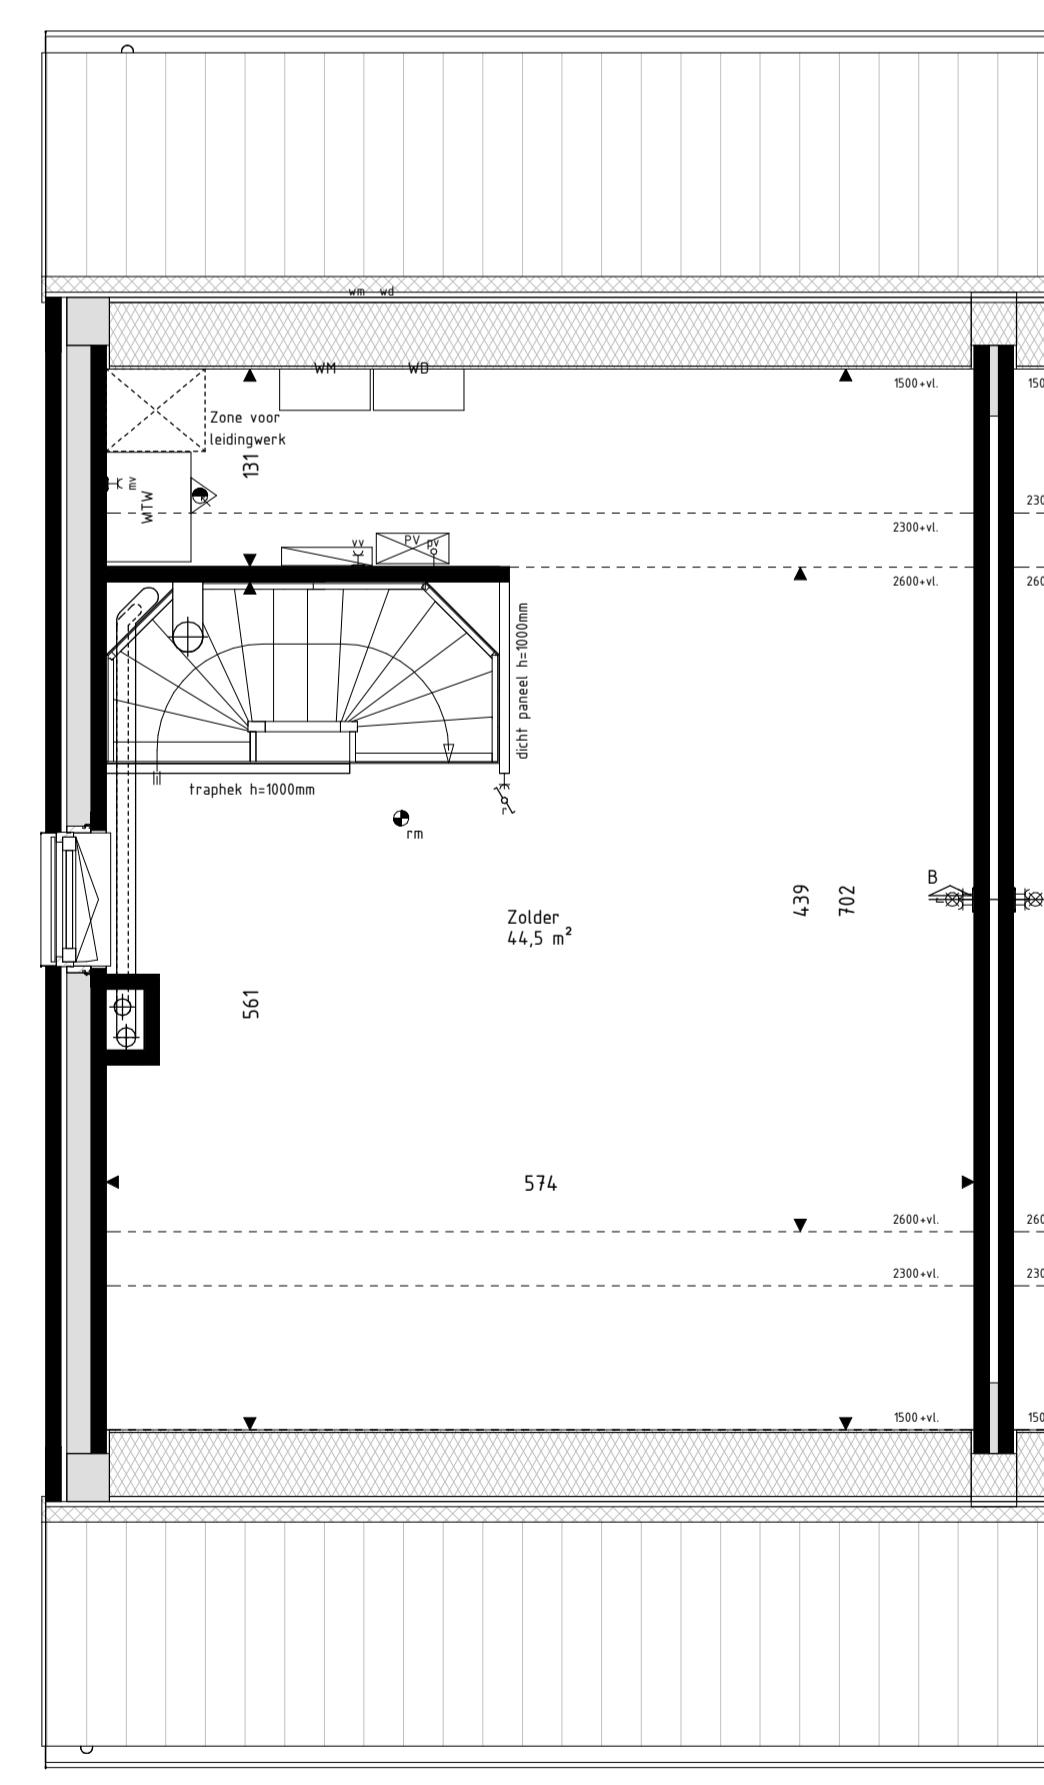 wm wd
WM WD
1500+vl.
150
Zone voor
leidingwerk
131
mv
WTW
2300+vl.
230
vv
PV pv
2600+vl.
260
dicht paneel h=1000mm
traphek h=1000mm
r
rm
B
439
702
Zolder
44,5 m²
561
574
2600+vl.
260
2300+vl.
230
1500+vl.
150